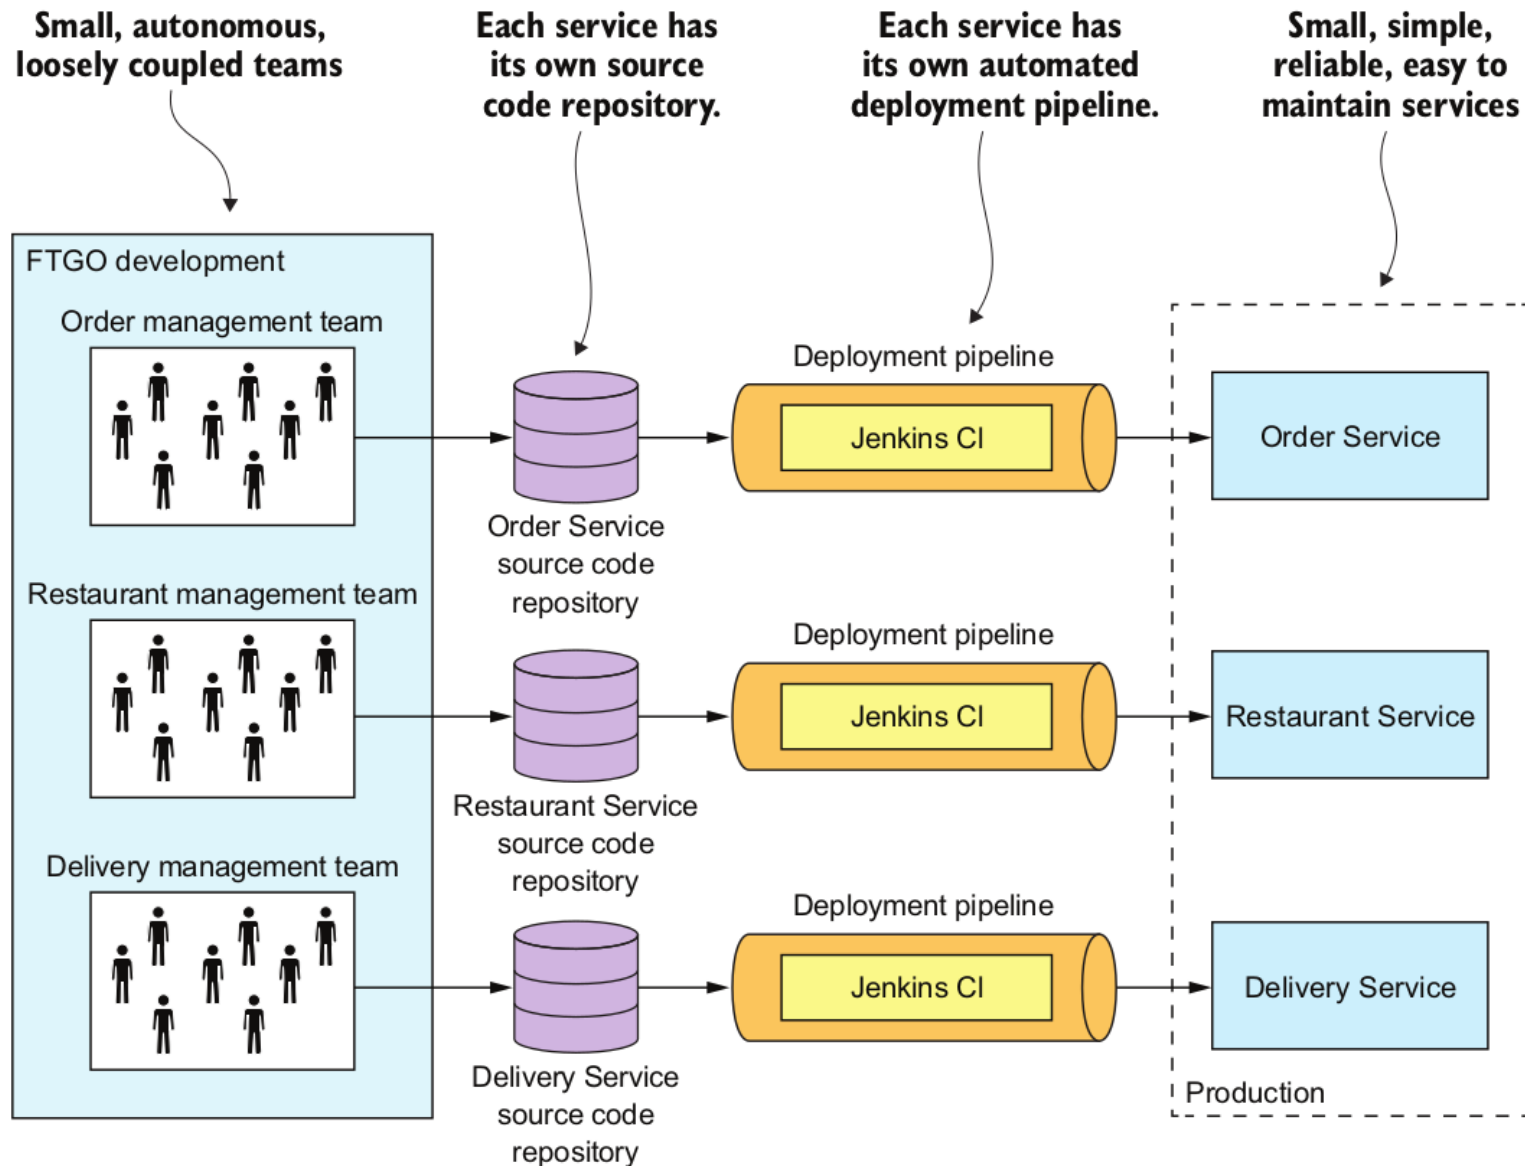 Small, autonomous,
loosely coupled teams
Each service has
its own source
code repository.
Each service has
its own automated
deployment pipeline.
Small, simple,
reliable, easy to
maintain services
FTGO development
Order management team
Deployment pipeline
Jenkins CI
Order Service
Order Service
source code
repository
Restaurant management team
Deployment pipeline
Jenkins CI
Restaurant Service
Restaurant Service
source code
repository
Delivery management team
Deployment pipeline
Jenkins CI
Delivery Service
Delivery Service
source code
repository
Production